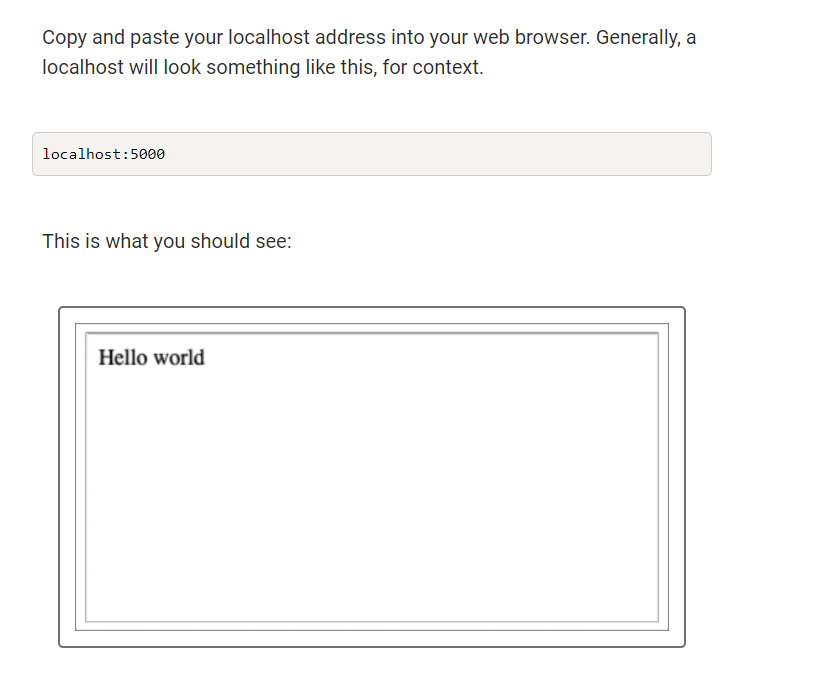 Copy and paste your localhost address into your web browser. Generally, a
localhost will look something like this, for context.
localhost:5000
This is what you should see:
Hello world